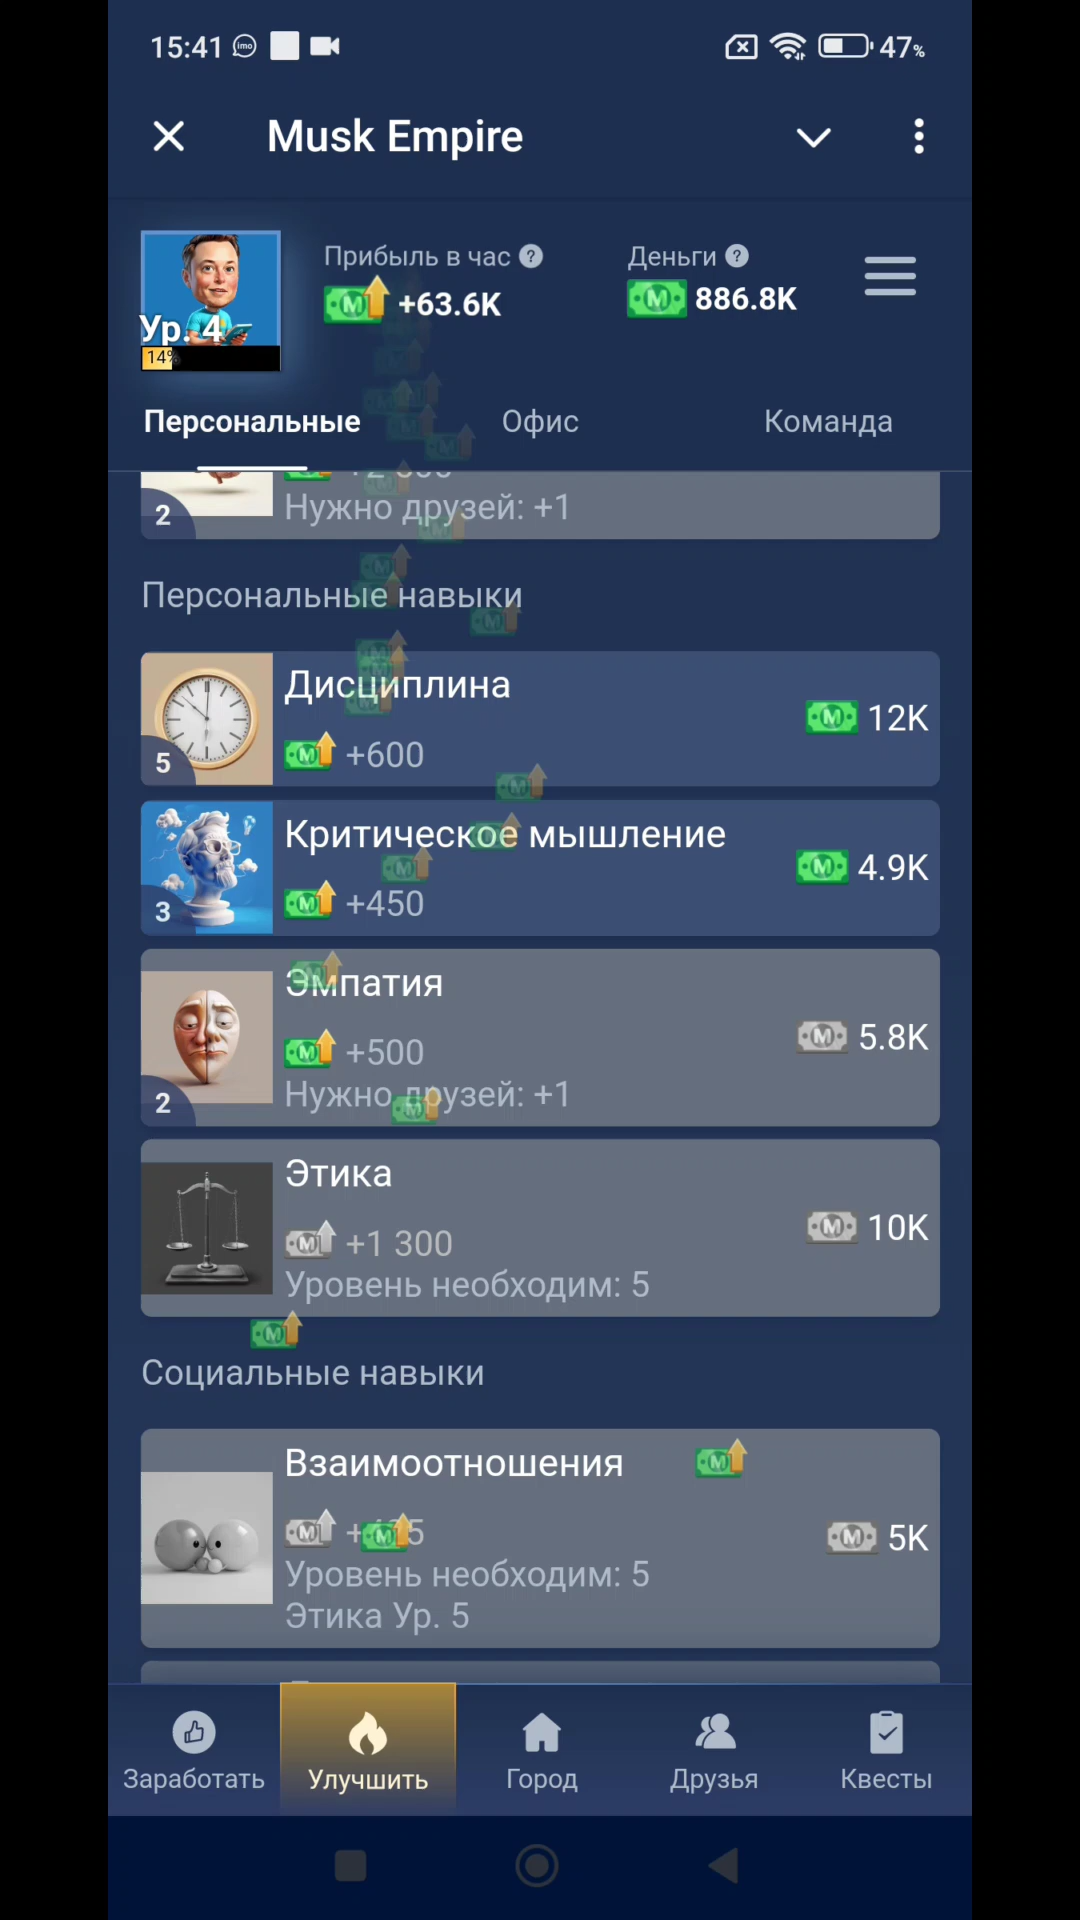 15:41 imo 47%
Musk Empire
Прибыль в час ?
Деньги ?
+63.6K
886.8K
Ур. 4
14%
Персональные Офис Команда
Нужно друзей: +1
2
Персональные навыки
Дисциплина
12K
+600
5
Критическое мышление
4.9K
+450
3
Эмпатия
5.8K
+500
Нужно друзей: +1
2
Этика
10K
+1 300
Уровень необходим: 5
Социальные навыки
Взаимоотношения
5K
Уровень необходим: 5
Этика Ур. 5
Заработать Улучшить Город Друзья Квесты